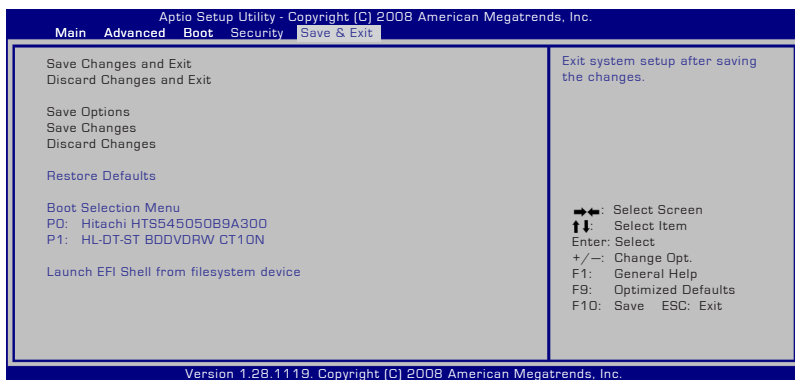 Aptio Setup Utility - Copyright (C) 2008 American Megatrends, Inc.
Main Advanced Boot Security Save & Exit
Save Changes and Exit
Discard Changes and Exit
Save Options
Save Changes
Discard Changes
Restore Defaults
Boot Selection Menu
P0: Hitachi HTS545050B9A300
P1: HL-DT-ST BDDVDRW CT10N
Launch EFI Shell from filesystem device
Exit system setup after saving
the changes.
→←: Select Screen
↑↓: Select Item
Enter: Select
+/—: Change Opt.
F1: General Help
F9: Optimized Defaults
F10: Save ESC: Exit
Version 1.28.1119. Copyright (C) 2008 American Megatrends, Inc.